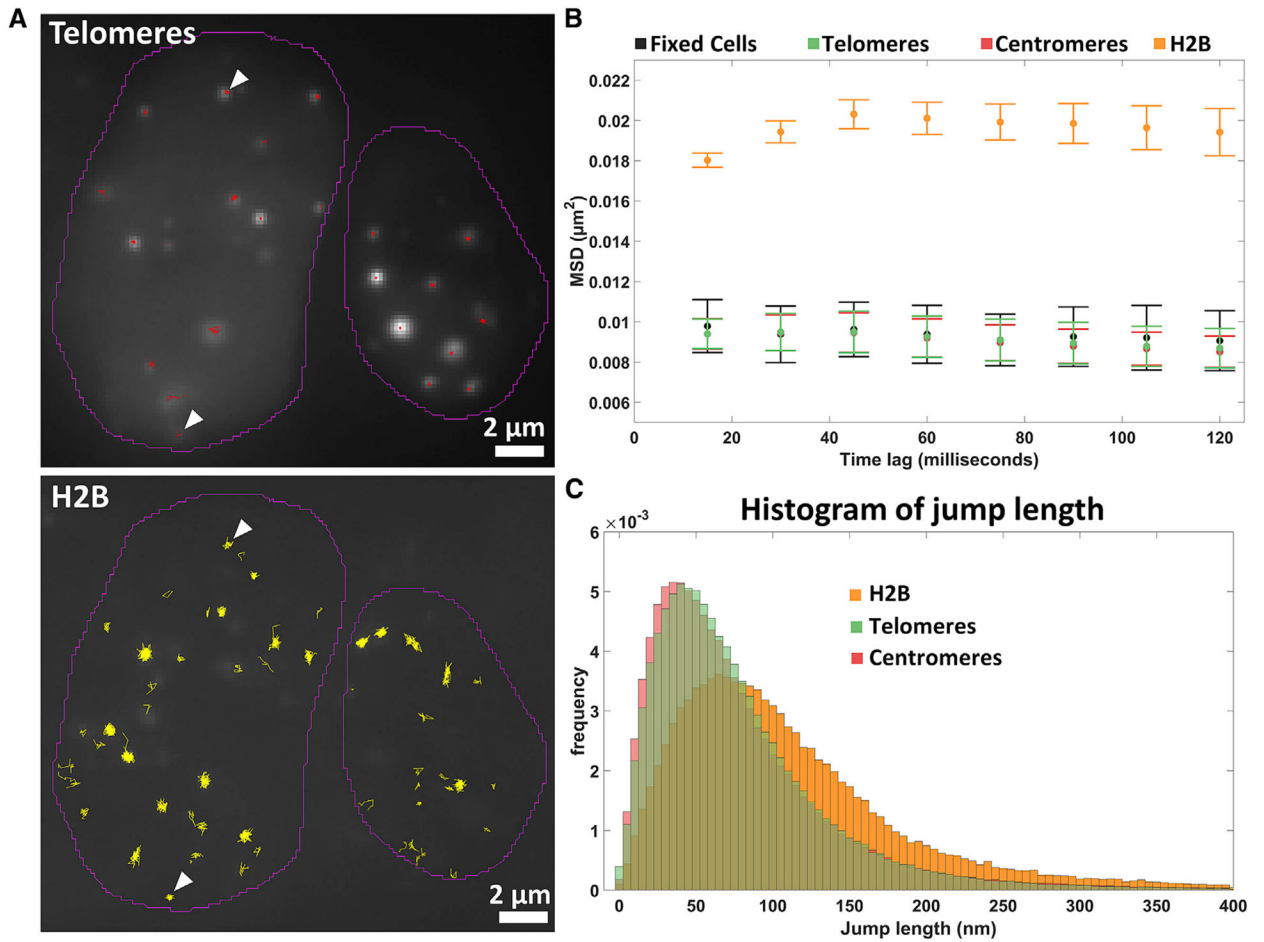 A
Telomeres
2 μm
H2B
2 μm
B
Fixed Cells Telomeres Centromeres H2B
0.022
0.02
0.018
0.016
0.014
0.012
0.01
0.008
0.006
MSD (μm²)
0 20 40 60 80 100 120
Time lag (milliseconds)
C
Histogram of jump length
×10⁻³
6
5
4
3
2
1
0
frequency
H2B
Telomeres
Centromeres
0 50 100 150 200 250 300 350 400
Jump length (nm)